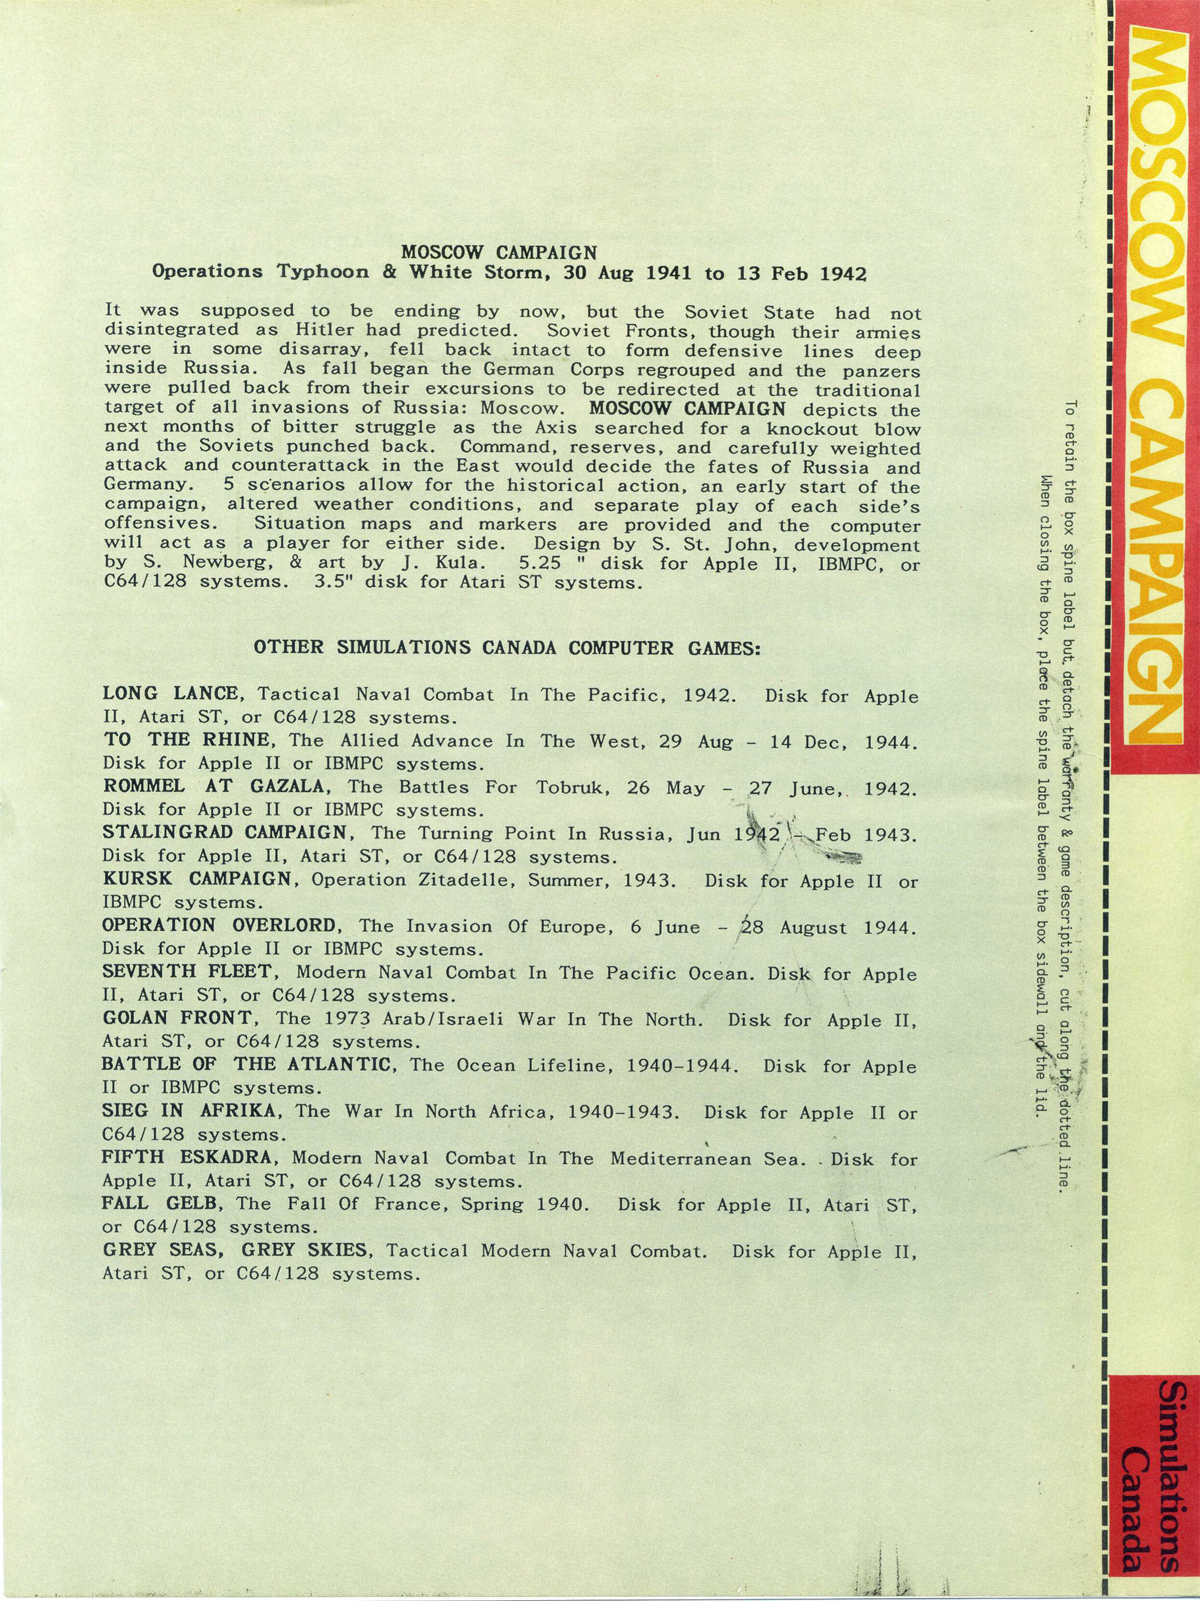 MOSCOW CAMPAIGN
Operations Typhoon & White Storm, 30 Aug 1941 to 13 Feb 1942
It was supposed to be ending by now, but the Soviet State had not
disintegrated as Hitler had predicted. Soviet Fronts, though their armies
were in some disarray, fell back intact to form defensive lines deep
inside Russia. As fall began the German Corps regrouped and the panzers
were pulled back from their excursions to be redirected at the traditional
target of all invasions of Russia: Moscow. MOSCOW CAMPAIGN depicts the
next months of bitter struggle as the Axis searched for a knockout blow
and the Soviets punched back. Command, reserves, and carefully weighted
attack and counterattack in the East would decide the fates of Russia and
Germany. 5 scenarios allow for the historical action, an early start of the
campaign, altered weather conditions, and separate play of each side's
offensives. Situation maps and markers are provided and the computer
will act as a player for either side. Design by S. St. John, development
by S. Newberg, & art by J. Kula. 5.25 " disk for Apple II, IBMPC, or
C64/128 systems. 3.5" disk for Atari ST systems.
OTHER SIMULATIONS CANADA COMPUTER GAMES:
LONG LANCE, Tactical Naval Combat In The Pacific, 1942. Disk for Apple
II, Atari ST, or C64/128 systems.
TO THE RHINE, The Allied Advance In The West, 29 Aug - 14 Dec, 1944.
Disk for Apple II or IBMPC systems.
ROMMEL AT GAZALA, The Battles For Tobruk, 26 May - 27 June, 1942.
Disk for Apple II or IBMPC systems.
STALINGRAD CAMPAIGN, The Turning Point In Russia, Jun 1942 - Feb 1943.
Disk for Apple II, Atari ST, or C64/128 systems.
KURSK CAMPAIGN, Operation Zitadelle, Summer, 1943. Disk for Apple II or
IBMPC systems.
OPERATION OVERLORD, The Invasion Of Europe, 6 June - 28 August 1944.
Disk for Apple II or IBMPC systems.
SEVENTH FLEET, Modern Naval Combat In The Pacific Ocean. Disk for Apple
II, Atari ST, or C64/128 systems.
GOLAN FRONT, The 1973 Arab/Israeli War In The North. Disk for Apple II,
Atari ST, or C64/128 systems.
BATTLE OF THE ATLANTIC, The Ocean Lifeline, 1940-1944. Disk for Apple
II or IBMPC systems.
SIEG IN AFRIKA, The War In North Africa, 1940-1943. Disk for Apple II or
C64/128 systems.
FIFTH ESKADRA, Modern Naval Combat In The Mediterranean Sea. Disk for
Apple II, Atari ST, or C64/128 systems.
FALL GELB, The Fall Of France, Spring 1940. Disk for Apple II, Atari ST,
or C64/128 systems.
GREY SEAS, GREY SKIES, Tactical Modern Naval Combat. Disk for Apple II,
Atari ST, or C64/128 systems.
To retain the box spine label but detach the warranty & game description, cut along the dotted line.
When closing the box, place the spine label between the box sidewall and the lid.
MOSCOW CAMPAIGN
Simulations
Canada